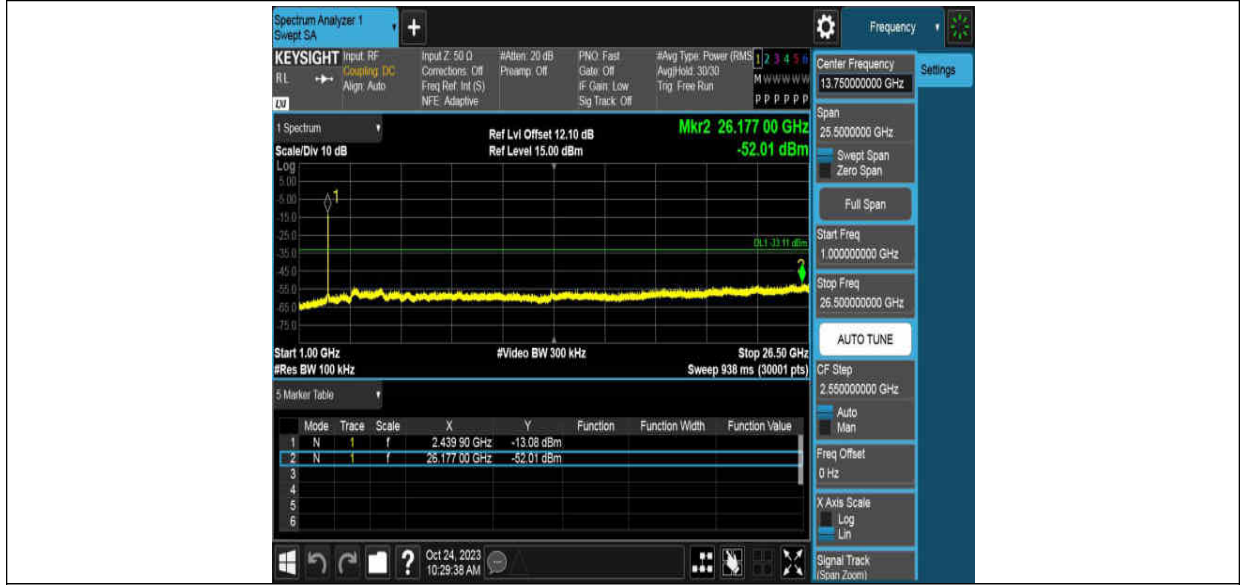 Spectrum Analyzer 1
Swept SA
+
Frequency
KEYSIGHT
RL
LXI
Input: RF
Coupling: DC
Align: Auto
Input Z: 50 Ω
Corrections: Off
Freq Ref: Int (S)
NFE: Adaptive
#Atten: 20 dB
Preamp: Off
PNO: Fast
Gate: Off
IF Gain: Low
Sig Track: Off
#Avg Type: Power (RMS
Avg|Hold: 30/30
Trig: Free Run
1 2 3 4 5 6
M W W W W W
P P P P P P
1 Spectrum
Scale/Div 10 dB
Ref Lvl Offset 12.10 dB
Ref Level 15.00 dBm
Mkr2 26.177 00 GHz
-52.01 dBm
Log
5.00
-5.00
-15.0
-25.0
-35.0
-45.0
-55.0
-65.0
-75.0
1
DL1 -33.11 dBm
2
Start 1.00 GHz
#Res BW 100 kHz
#Video BW 300 kHz
Stop 26.50 GHz
Sweep 938 ms (30001 pts)
5 Marker Table
Mode Trace Scale X Y Function Function Width Function Value
1 N 1 f 2.439 90 GHz -13.08 dBm
2 N 1 f 26.177 00 GHz -52.01 dBm
3
4
5
6
?
Oct 24, 2023
10:29:38 AM
Center Frequency
13.750000000 GHz
Settings
Span
25.5000000 GHz
Swept Span
Zero Span
Full Span
Start Freq
1.000000000 GHz
Stop Freq
26.500000000 GHz
AUTO TUNE
CF Step
2.550000000 GHz
Auto
Man
Freq Offset
0 Hz
X Axis Scale
Log
Lin
Signal Track
(Span Zoom)